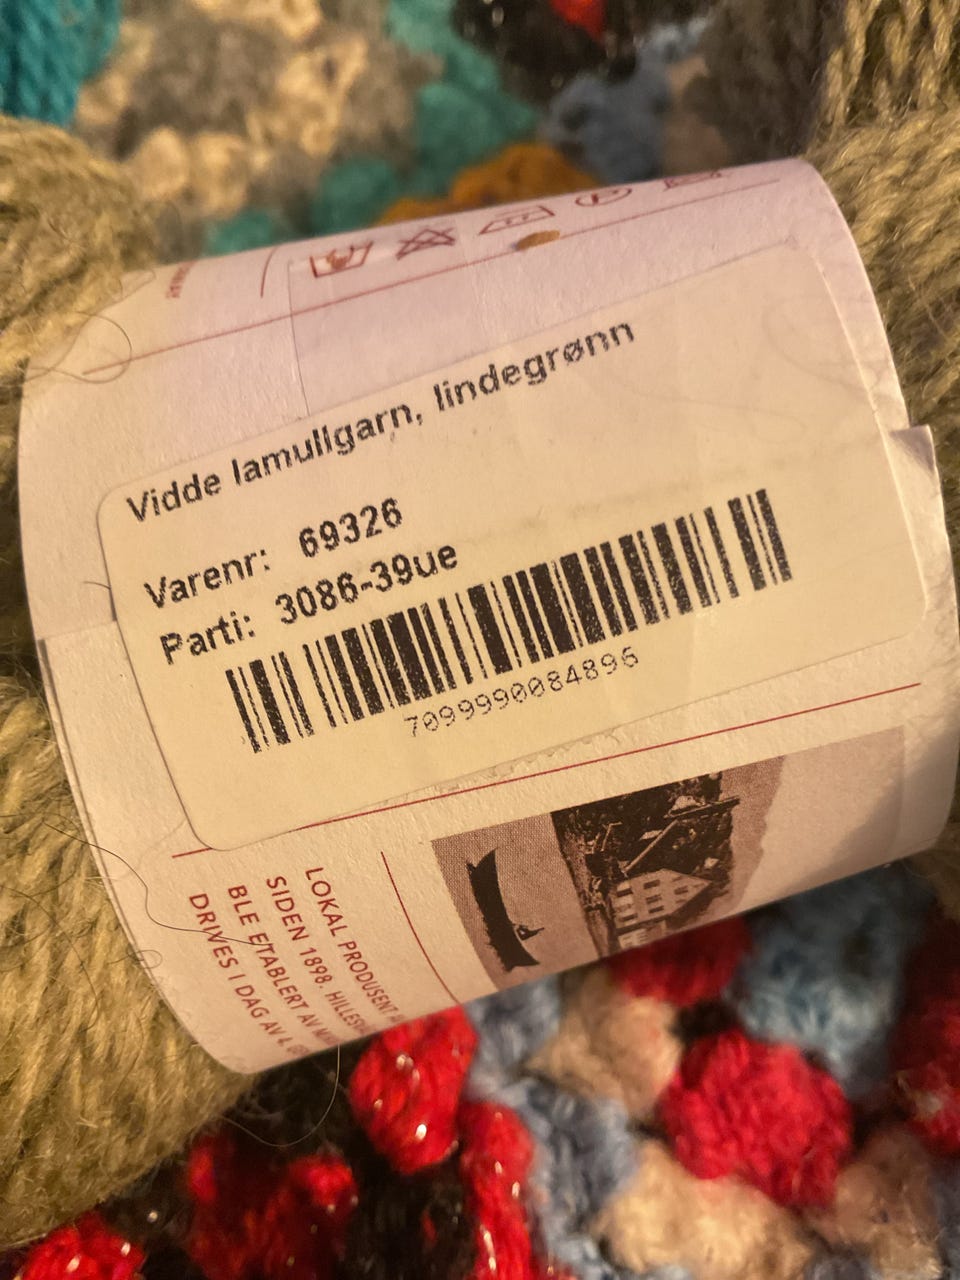 Vidde lamullgarn, lindegrønn
Varenr: 69326
Parti: 3086-39ue
7099990084896
LOKAL PRODUSENT
SIDEN 1898.
BLE ETABLERT AV
DRIVES I DAG AV 4.